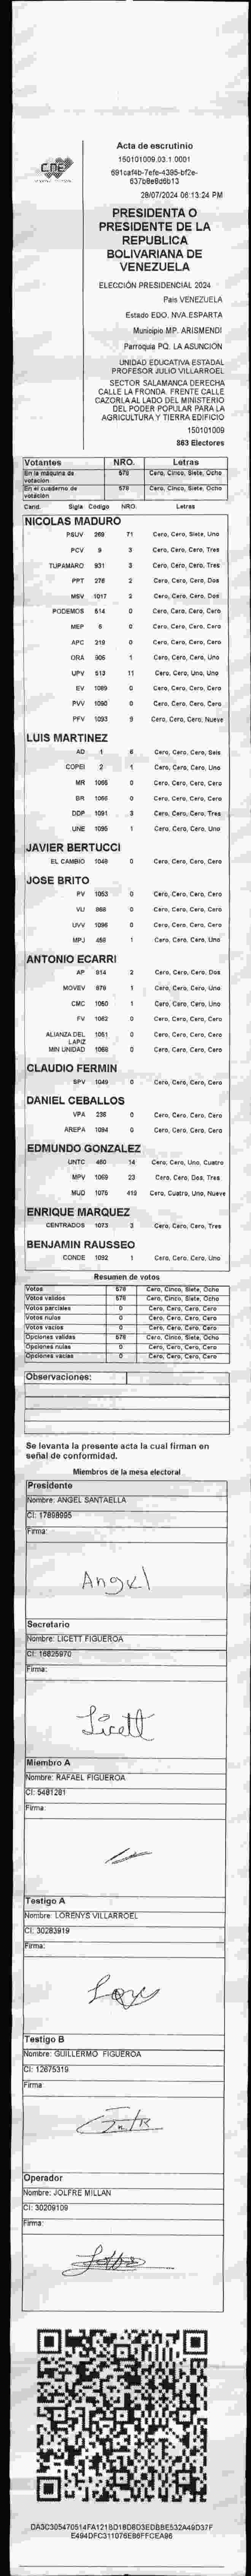 CNE
Acta de escrutinio
150101009.03.1.0001
691caf4b-7efe-4395-bf2e-
637b8e8d6b13
28/07/2024 06:13:24 PM
PRESIDENTA O
PRESIDENTE DE LA
REPUBLICA
BOLIVARIANA DE
VENEZUELA
ELECCIÓN PRESIDENCIAL 2024
Pais VENEZUELA
Estado EDO. NVA.ESPARTA
Municipio MP. ARISMENDI
Parroquia PQ. LA ASUNCION
UNIDAD EDUCATIVA ESTADAL
PROFESOR JULIO VILLARROEL
SECTOR SALAMANCA DERECHA
CALLE LA FRONDA. FRENTE CALLE
CAZORLA AL LADO DEL MINISTERIO
DEL PODER POPULAR PARA LA
AGRICULTURA Y TIERRA EDIFICIO
150101009
863 Electores
Votantes NRO. Letras
En la máquina de votación 578 Cero, Cinco, Siete, Ocho
En el cuaderno de votación 578 Cero, Cinco, Siete, Ocho
Cand. Sigla Código NRO. Letras
NICOLAS MADURO
PSUV 269 71 Cero, Cero, Siete, Uno
PCV 9 3 Cero, Cero, Cero, Tres
TUPAMARO 931 3 Cero, Cero, Cero, Tres
PPT 278 2 Cero, Cero, Cero, Dos
MSV 1017 2 Cero, Cero, Cero, Dos
PODEMOS 514 0 Cero, Cero, Cero, Cero
MEP 6 0 Cero, Cero, Cero, Cero
APC 219 0 Cero, Cero, Cero, Cero
ORA 906 1 Cero, Cero, Cero, Uno
UPV 513 11 Cero, Cero, Uno, Uno
EV 1089 0 Cero, Cero, Cero, Cero
PVV 1090 0 Cero, Cero, Cero, Cero
PFV 1093 9 Cero, Cero, Cero, Nueve
LUIS MARTINEZ
AD 1 6 Cero, Cero, Cero, Seis
COPEI 2 1 Cero, Cero, Cero, Uno
MR 1065 0 Cero, Cero, Cero, Cero
BR 1066 0 Cero, Cero, Cero, Cero
DDP 1091 3 Cero, Cero, Cero, Tres
UNE 1095 1 Cero, Cero, Cero, Uno
JAVIER BERTUCCI
EL CAMBIO 1048 0 Cero, Cero, Cero, Cero
JOSE BRITO
PV 1053 0 Cero, Cero, Cero, Cero
VU 868 0 Cero, Cero, Cero, Cero
UVV 1096 0 Cero, Cero, Cero, Cero
MPJ 459 1 Cero, Cero, Cero, Uno
ANTONIO ECARRI
AP 914 2 Cero, Cero, Cero, Dos
MOVEV 879 1 Cero, Cero, Cero, Uno
CMC 1050 1 Cero, Cero, Cero, Uno
FV 1062 0 Cero, Cero, Cero, Cero
ALIANZA DEL LAPIZ 1051 0 Cero, Cero, Cero, Cero
MIN UNIDAD 1068 0 Cero, Cero, Cero, Cero
CLAUDIO FERMIN
SPV 1049 0 Cero, Cero, Cero, Cero
DANIEL CEBALLOS
VPA 236 0 Cero, Cero, Cero, Cero
AREPA 1094 0 Cero, Cero, Cero, Cero
EDMUNDO GONZALEZ
UNTC 480 14 Cero, Cero, Uno, Cuatro
MPV 1069 23 Cero, Cero, Dos, Tres
MUD 1075 419 Cero, Cuatro, Uno, Nueve
ENRIQUE MARQUEZ
CENTRADOS 1073 3 Cero, Cero, Cero, Tres
BENJAMIN RAUSSEO
CONDE 1092 1 Cero, Cero, Cero, Uno
Resumen de votos
Votos 578 Cero, Cinco, Siete, Ocho
Votos validos 578 Cero, Cinco, Siete, Ocho
Votos parciales 0 Cero, Cero, Cero, Cero
Votos nulos 0 Cero, Cero, Cero, Cero
Votos vacios 0 Cero, Cero, Cero, Cero
Opciones validas 578 Cero, Cinco, Siete, Ocho
Opciones nulas 0 Cero, Cero, Cero, Cero
Opciones vacias 0 Cero, Cero, Cero, Cero
Observaciones:
Se levanta la presente acta la cual firman en
señal de conformidad.
Miembros de la mesa electoral
Presidente
Nombre: ANGEL SANTAELLA
CI: 17898995
Firma:
Angel
Secretario
Nombre: LICETT FIGUEROA
CI: 16825970
Firma:
Licett
Miembro A
Nombre: RAFAEL FIGUEROA
CI: 5481281
Firma:
Testigo A
Nombre: LORENYS VILLARROEL
CI: 30283919
Firma:
Testigo B
Nombre: GUILLERMO FIGUEROA
CI: 12675319
Firma:
Operador
Nombre: JOLFRE MILLAN
CI: 30209109
Firma:
DA3C305470514FA121BD18D8D3EDBBE532A49D37F
E494DFC311076E86FFCEA96